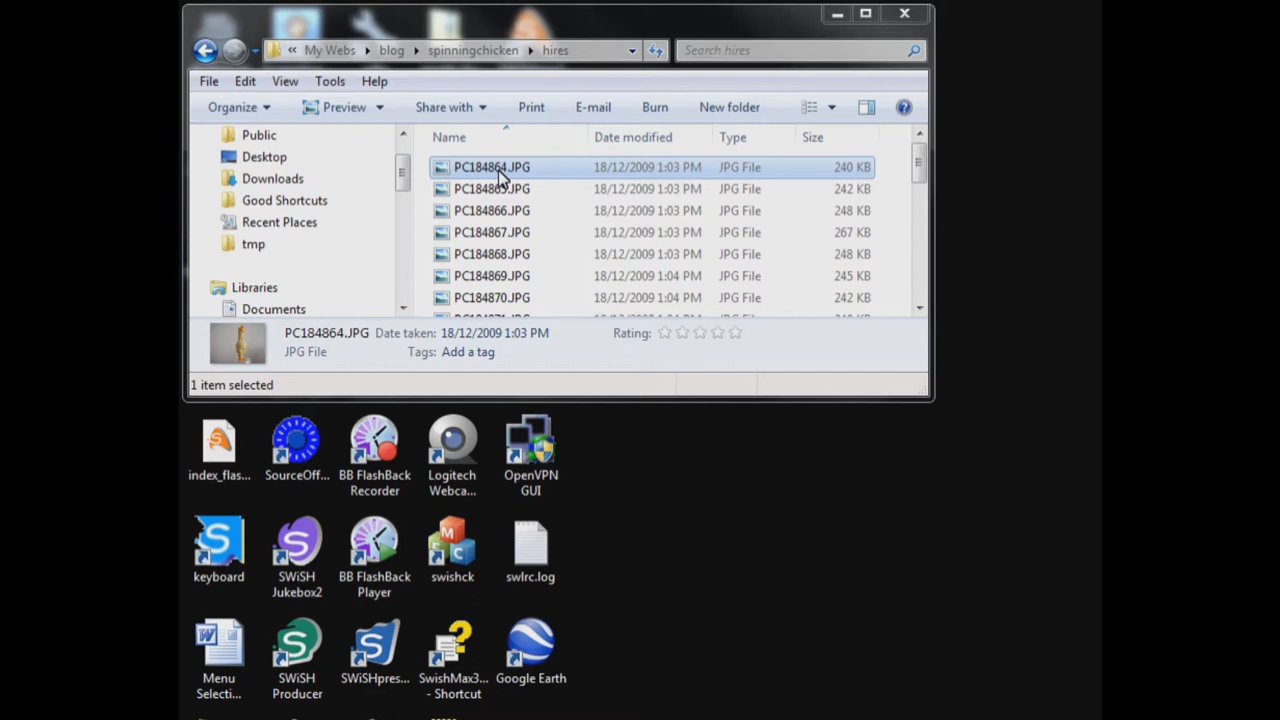 « My Webs blog spinningchicken hires Search hires
File Edit View Tools Help
Organize Preview Share with Print E-mail Burn New folder
Name Date modified Type Size
Public
Desktop
Downloads
Good Shortcuts
Recent Places
tmp
Libraries
Documents
PC184864.JPG 18/12/2009 1:03 PM JPG File 240 KB
PC184865.JPG 18/12/2009 1:03 PM JPG File 242 KB
PC184866.JPG 18/12/2009 1:03 PM JPG File 248 KB
PC184867.JPG 18/12/2009 1:03 PM JPG File 267 KB
PC184868.JPG 18/12/2009 1:03 PM JPG File 248 KB
PC184869.JPG 18/12/2009 1:04 PM JPG File 245 KB
PC184870.JPG 18/12/2009 1:04 PM JPG File 242 KB
PC184864.JPG Date taken: 18/12/2009 1:03 PM Rating:
JPG File Tags: Add a tag
1 item selected
index_flas...
SourceOff...
BB FlashBack
Recorder
Logitech
Webca...
OpenVPN
GUI
keyboard
SWiSH
Jukebox2
BB FlashBack
Player
swishck
swlrc.log
Menu
Selecti...
SWiSH
Producer
SWiSHpres...
SwishMax3...
- Shortcut
Google Earth